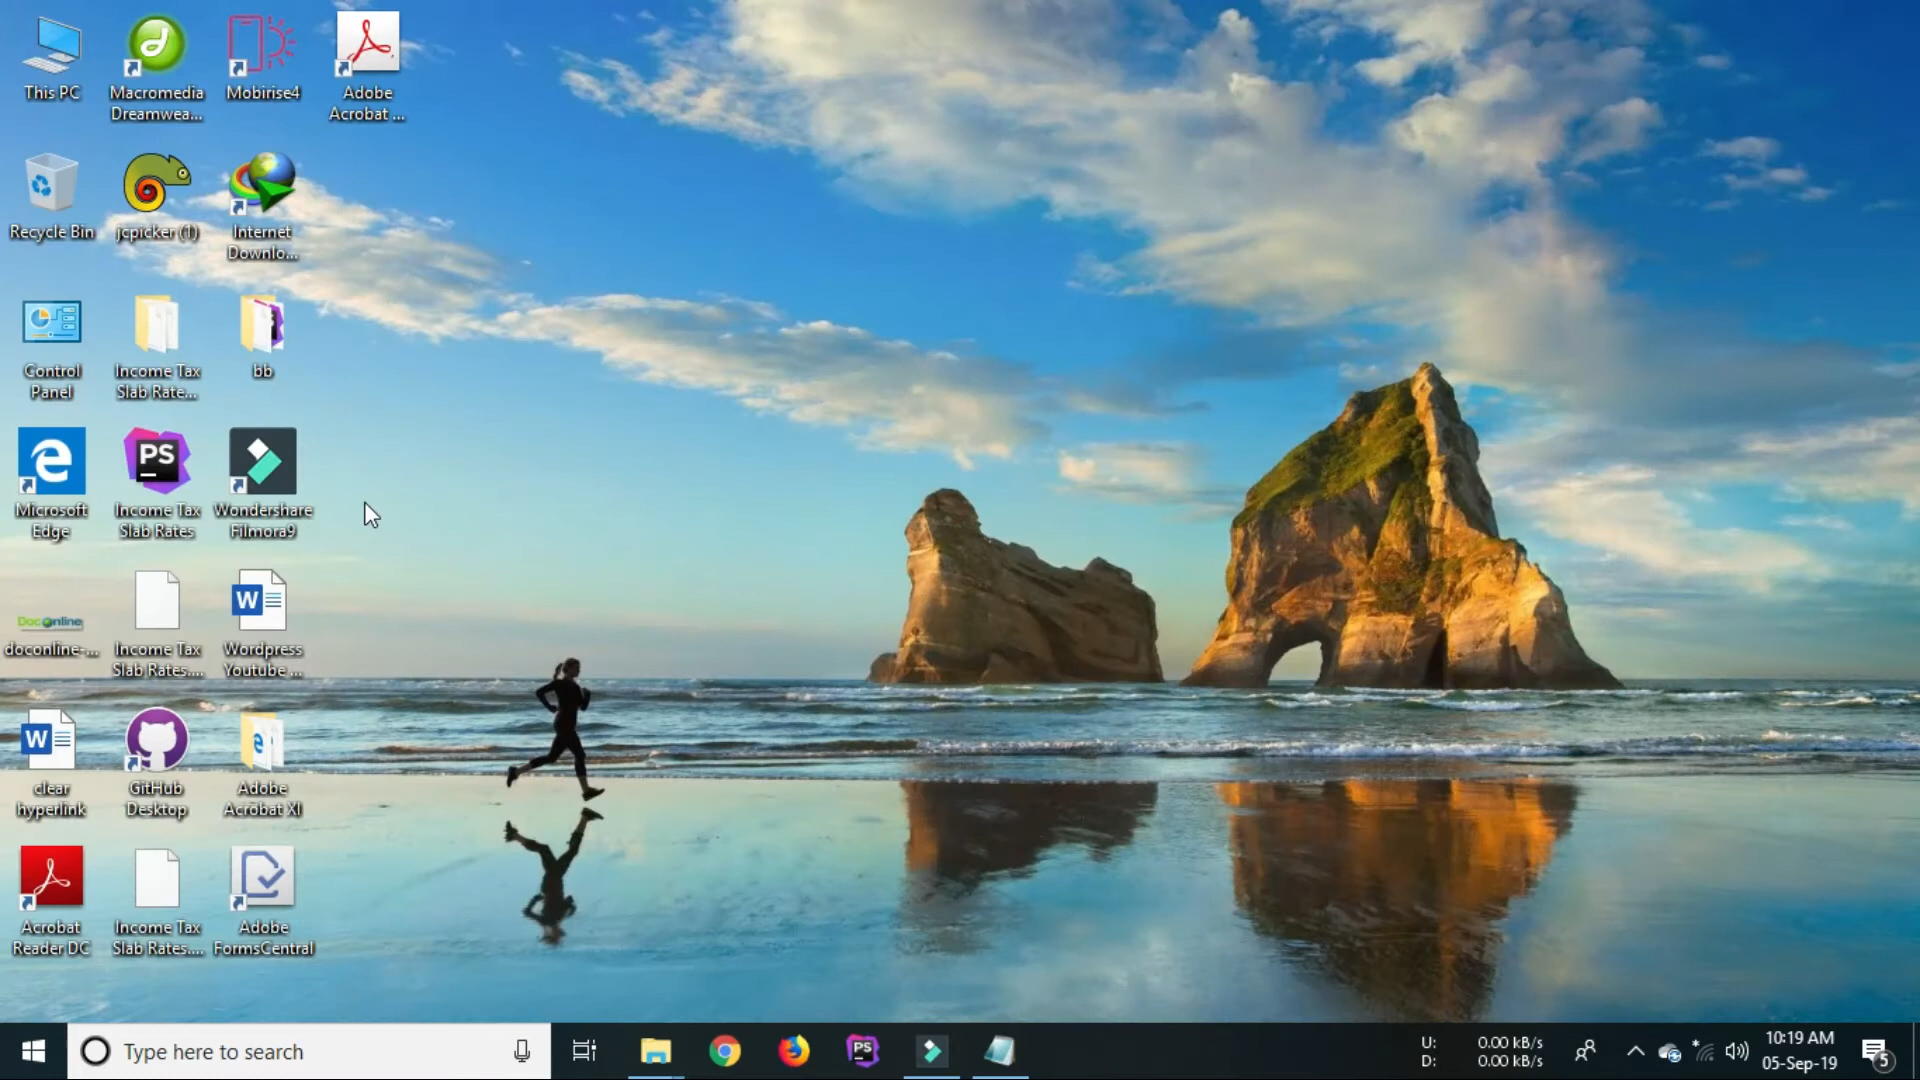 This PC
Macromedia
Dreamwea...
Mobirise4
Adobe
Acrobat ...
Recycle Bin
jcpicker (1)
Internet
Downlo...
Control
Panel
Income Tax
Slab Rate...
bb
PS
Microsoft
Edge
Income Tax
Slab Rates
Wondershare
Filmora9
W
DocOnline
doconline-...
Income Tax
Slab Rates....
Wordpress
Youtube ...
W
clear
hyperlink
GitHub
Desktop
Adobe
Acrobat XI
Acrobat
Reader DC
Income Tax
Slab Rates....
Adobe
FormsCentral
Type here to search
PS
U: 0.00 kB/s
D: 0.00 kB/s
10:19 AM
05-Sep-19
5